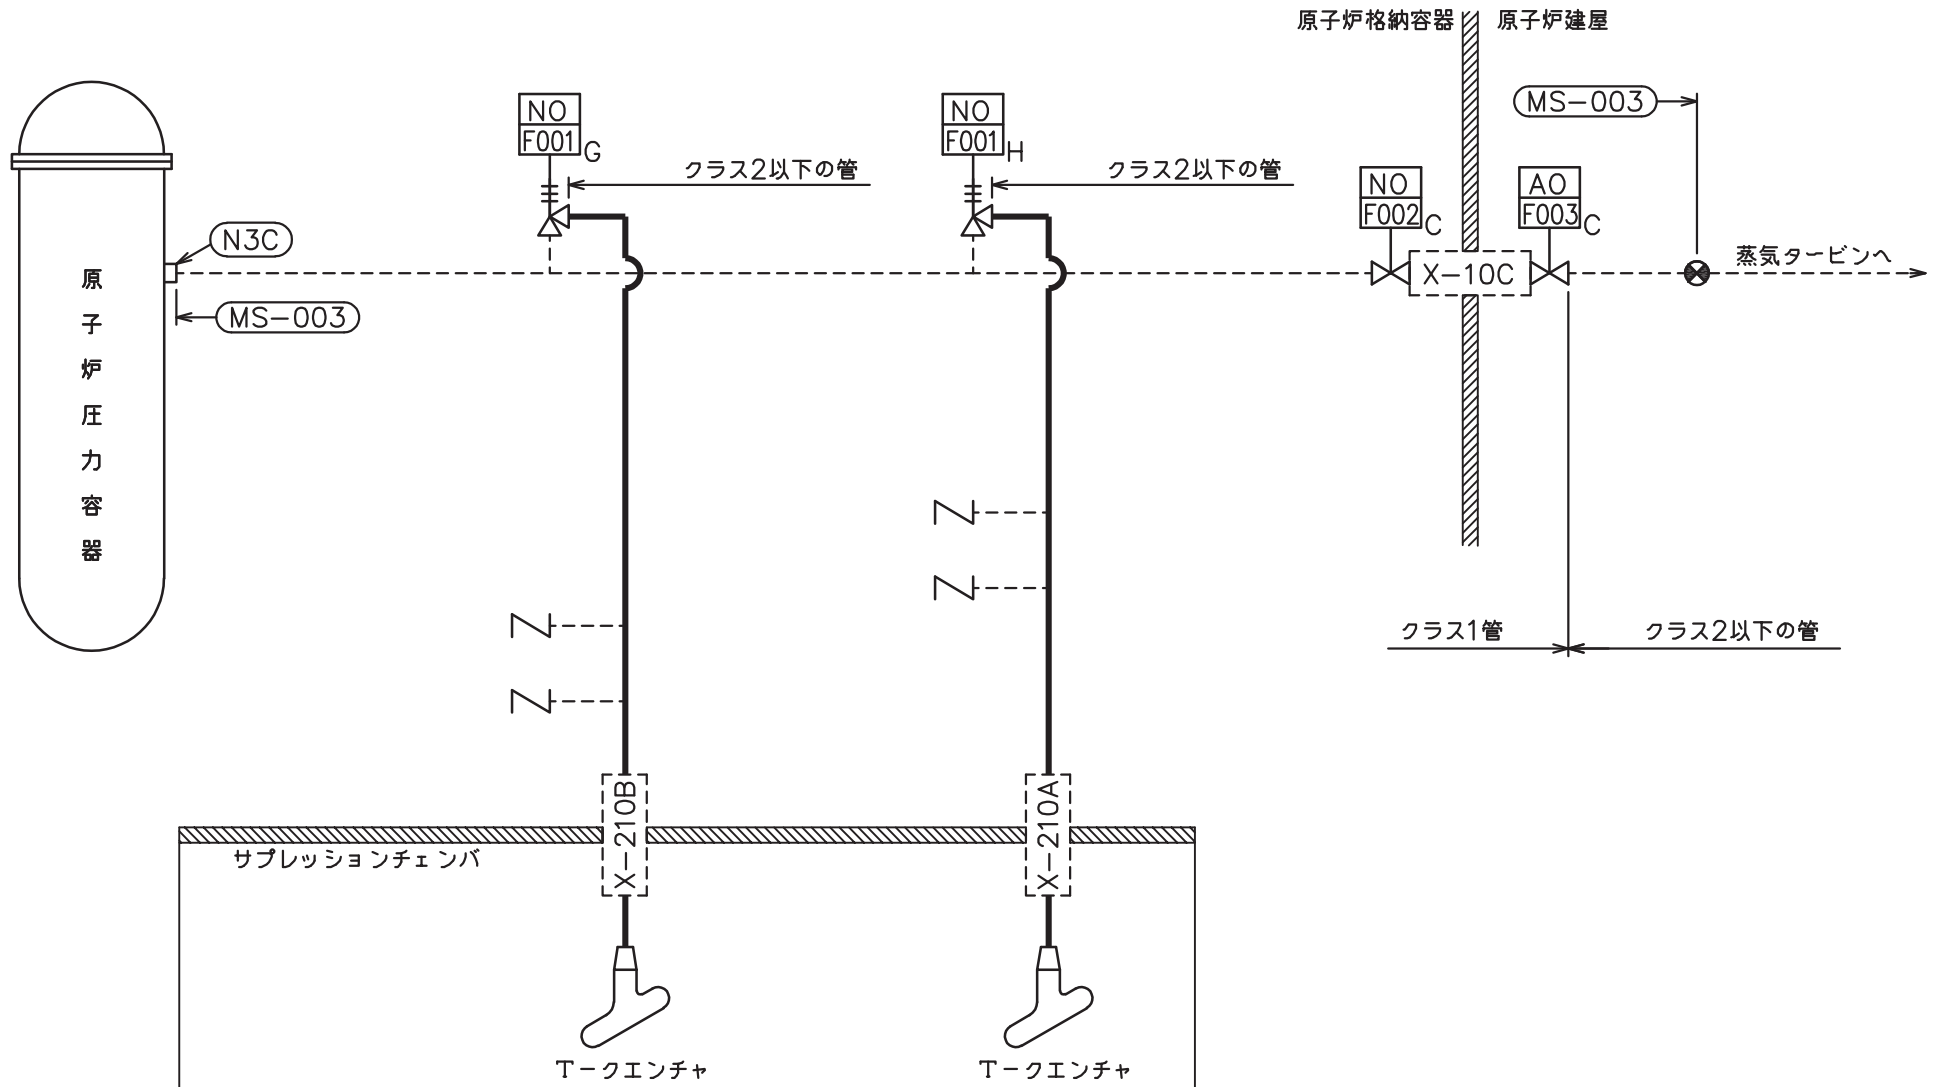 原子炉格納容器
原子炉建屋
NO
F001
G
クラス2以下の管
NO
F001
H
クラス2以下の管
MS-003
NO
F002
C
AO
F003
C
N3C
X-10C
蒸気タービンへ
MS-003
原子炉圧力容器
クラス1管
クラス2以下の管
X-210B
X-210A
サプレッションチェンバ
T-クエンチャ
T-クエンチャ